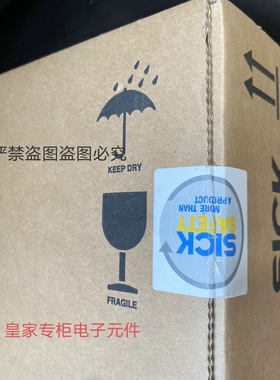 严禁盗图盗图必究
KEEP DRY
MORE THAN
A PRODUCT
SICK
SAFETY
FRAGILE
SICK
皇家专柜电子元件